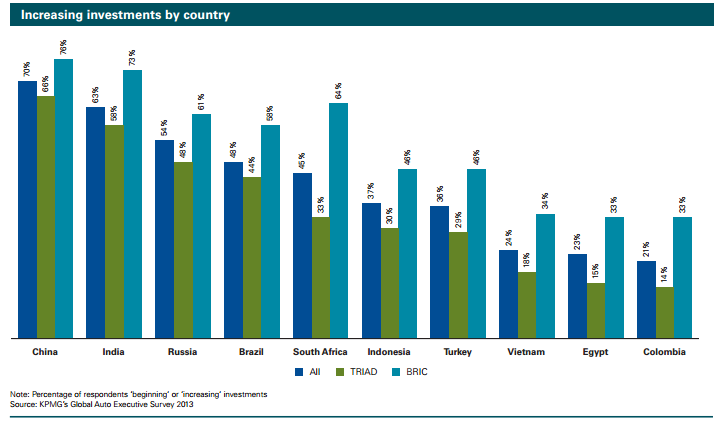 Increasing investments by country
70% 66% 76%
63% 58% 73%
54% 48% 61%
48% 44% 58%
45% 33% 64%
37% 30% 46%
36% 29% 46%
24% 18% 34%
23% 15% 33%
21% 14% 33%
China India Russia Brazil South Africa Indonesia Turkey Vietnam Egypt Colombia
All TRIAD BRIC
Note: Percentage of respondents 'beginning' or 'increasing' investments
Source: KPMG's Global Auto Executive Survey 2013